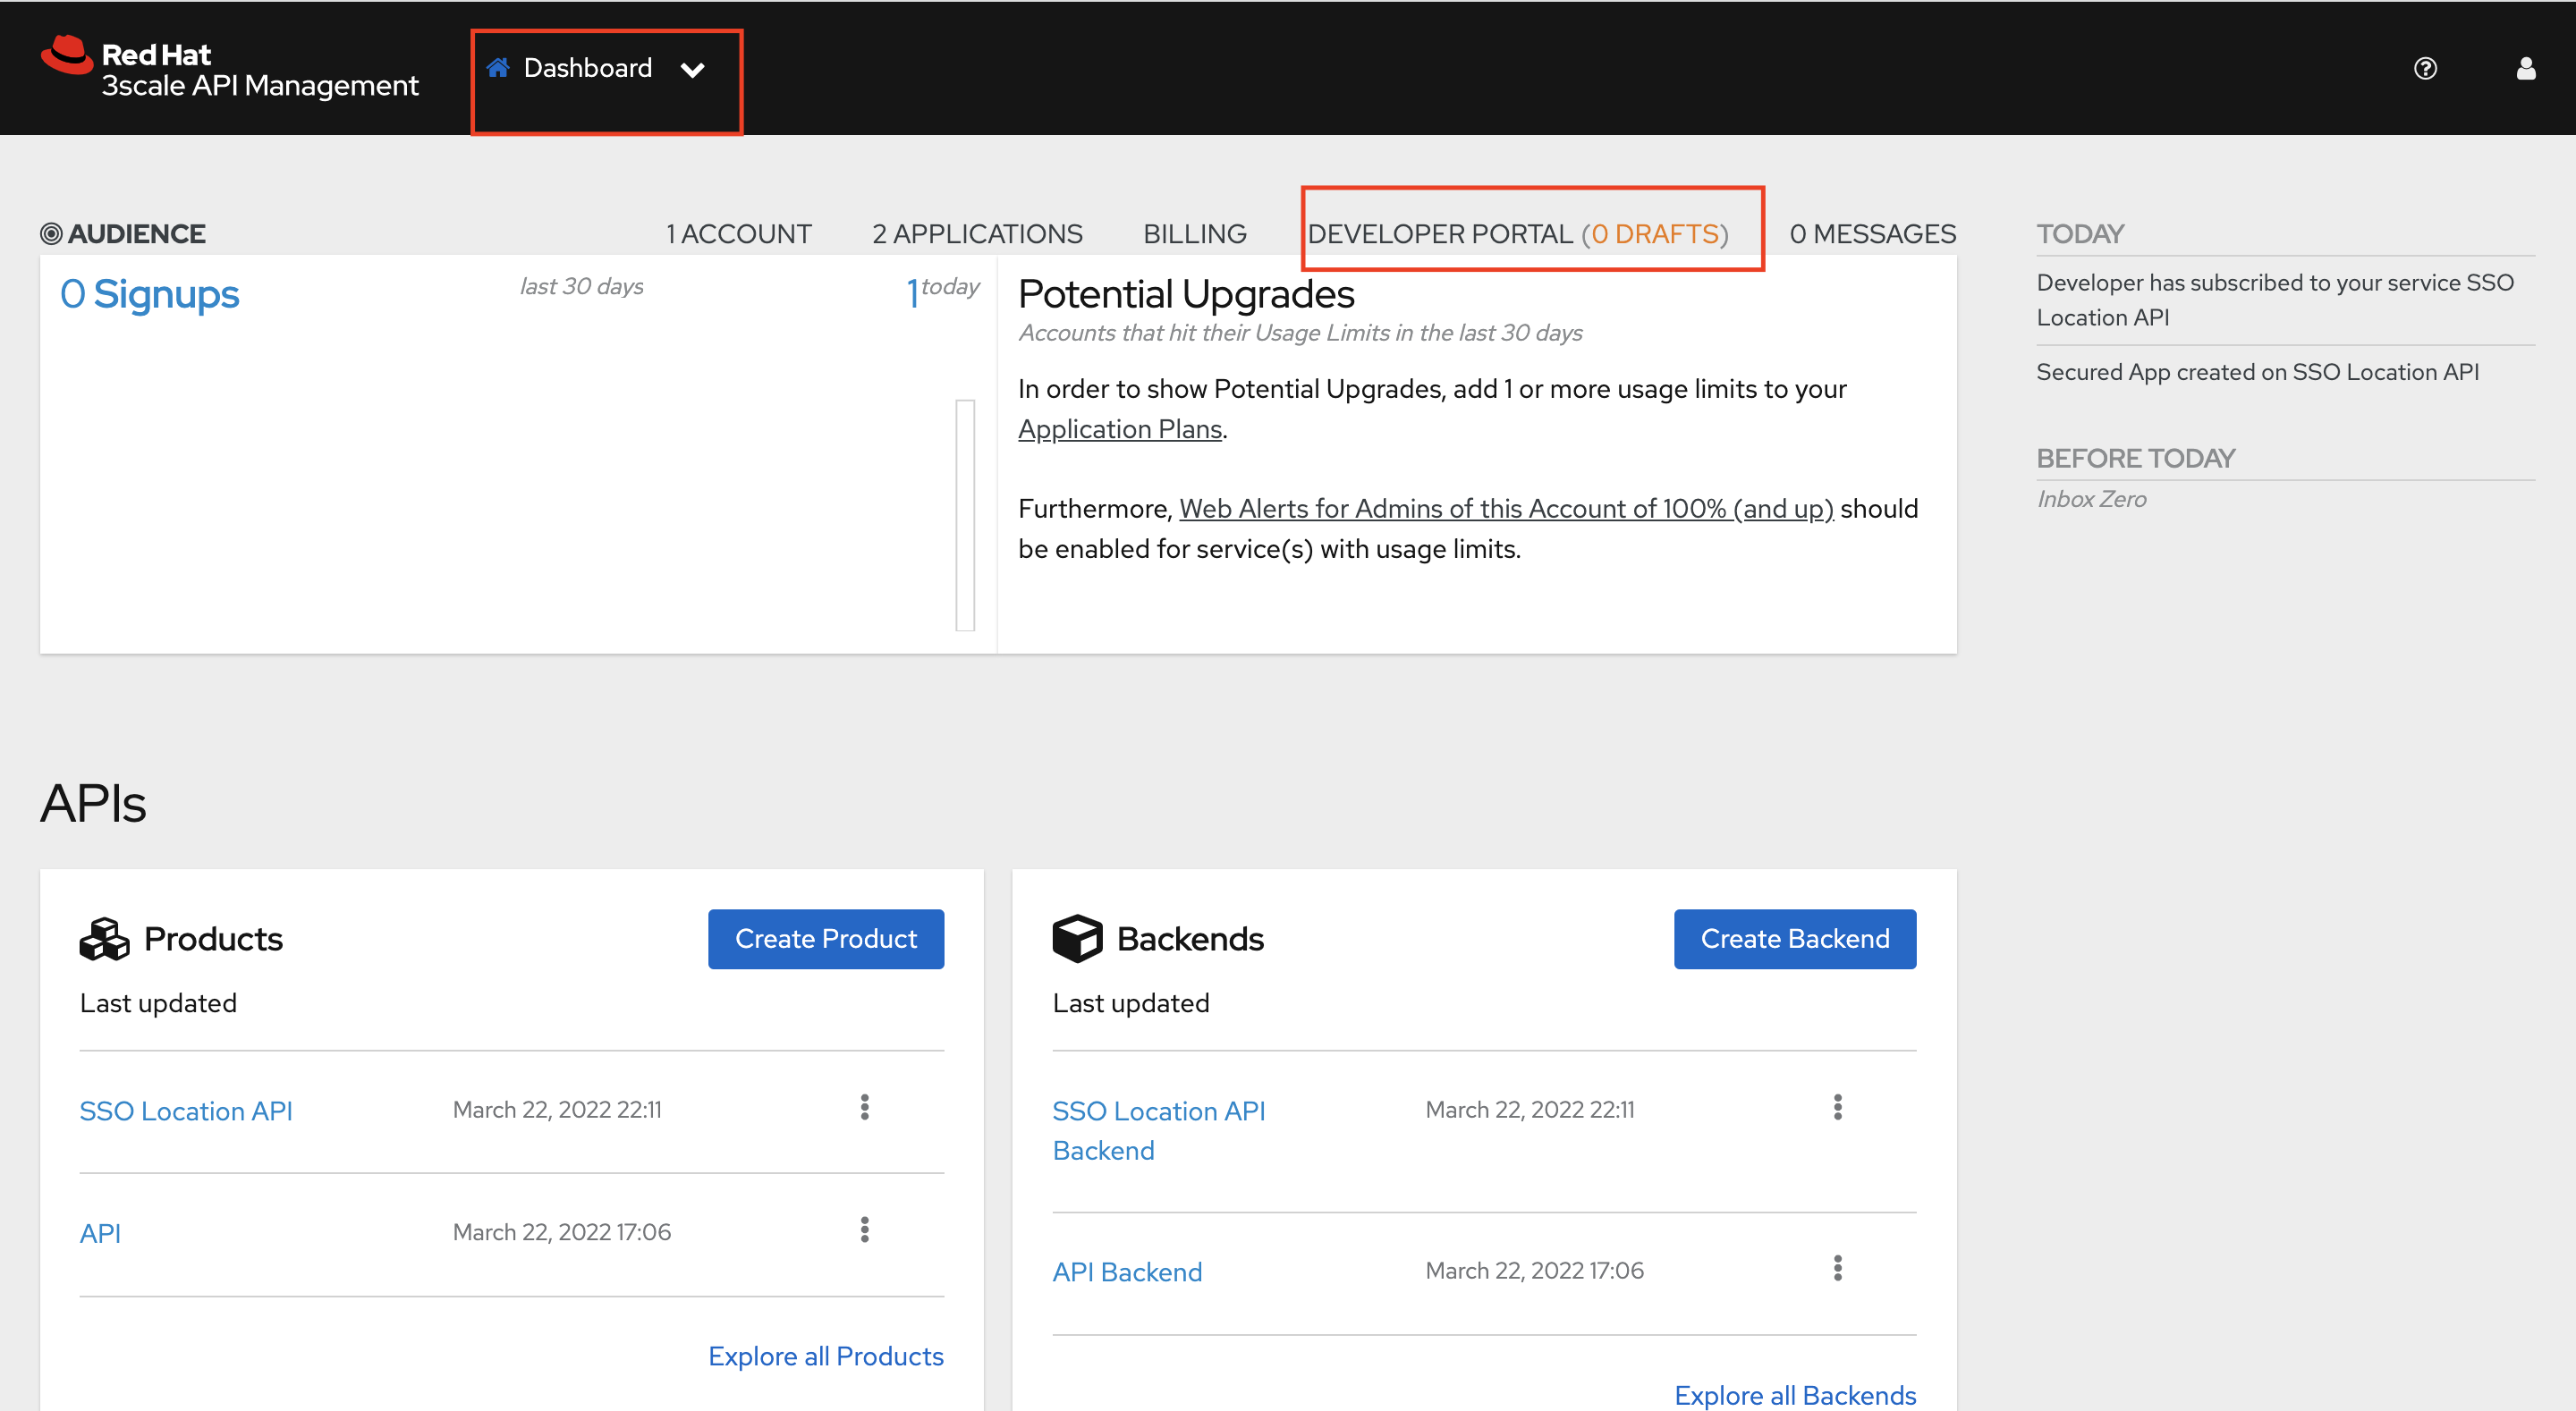 Red Hat
3scale API Management
Dashboard
AUDIENCE
1 ACCOUNT
2 APPLICATIONS
BILLING
DEVELOPER PORTAL (0 DRAFTS)
0 MESSAGES
0 Signups
last 30 days
1 today
Potential Upgrades
Accounts that hit their Usage Limits in the last 30 days
In order to show Potential Upgrades, add 1 or more usage limits to your
Application Plans.
Furthermore, Web Alerts for Admins of this Account of 100% (and up) should
be enabled for service(s) with usage limits.
TODAY
Developer has subscribed to your service SSO
Location API
Secured App created on SSO Location API
BEFORE TODAY
Inbox Zero
APIs
Products
Create Product
Last updated
SSO Location API
March 22, 2022 22:11
API
March 22, 2022 17:06
Explore all Products
Backends
Create Backend
Last updated
SSO Location API
Backend
March 22, 2022 22:11
API Backend
March 22, 2022 17:06
Explore all Backends